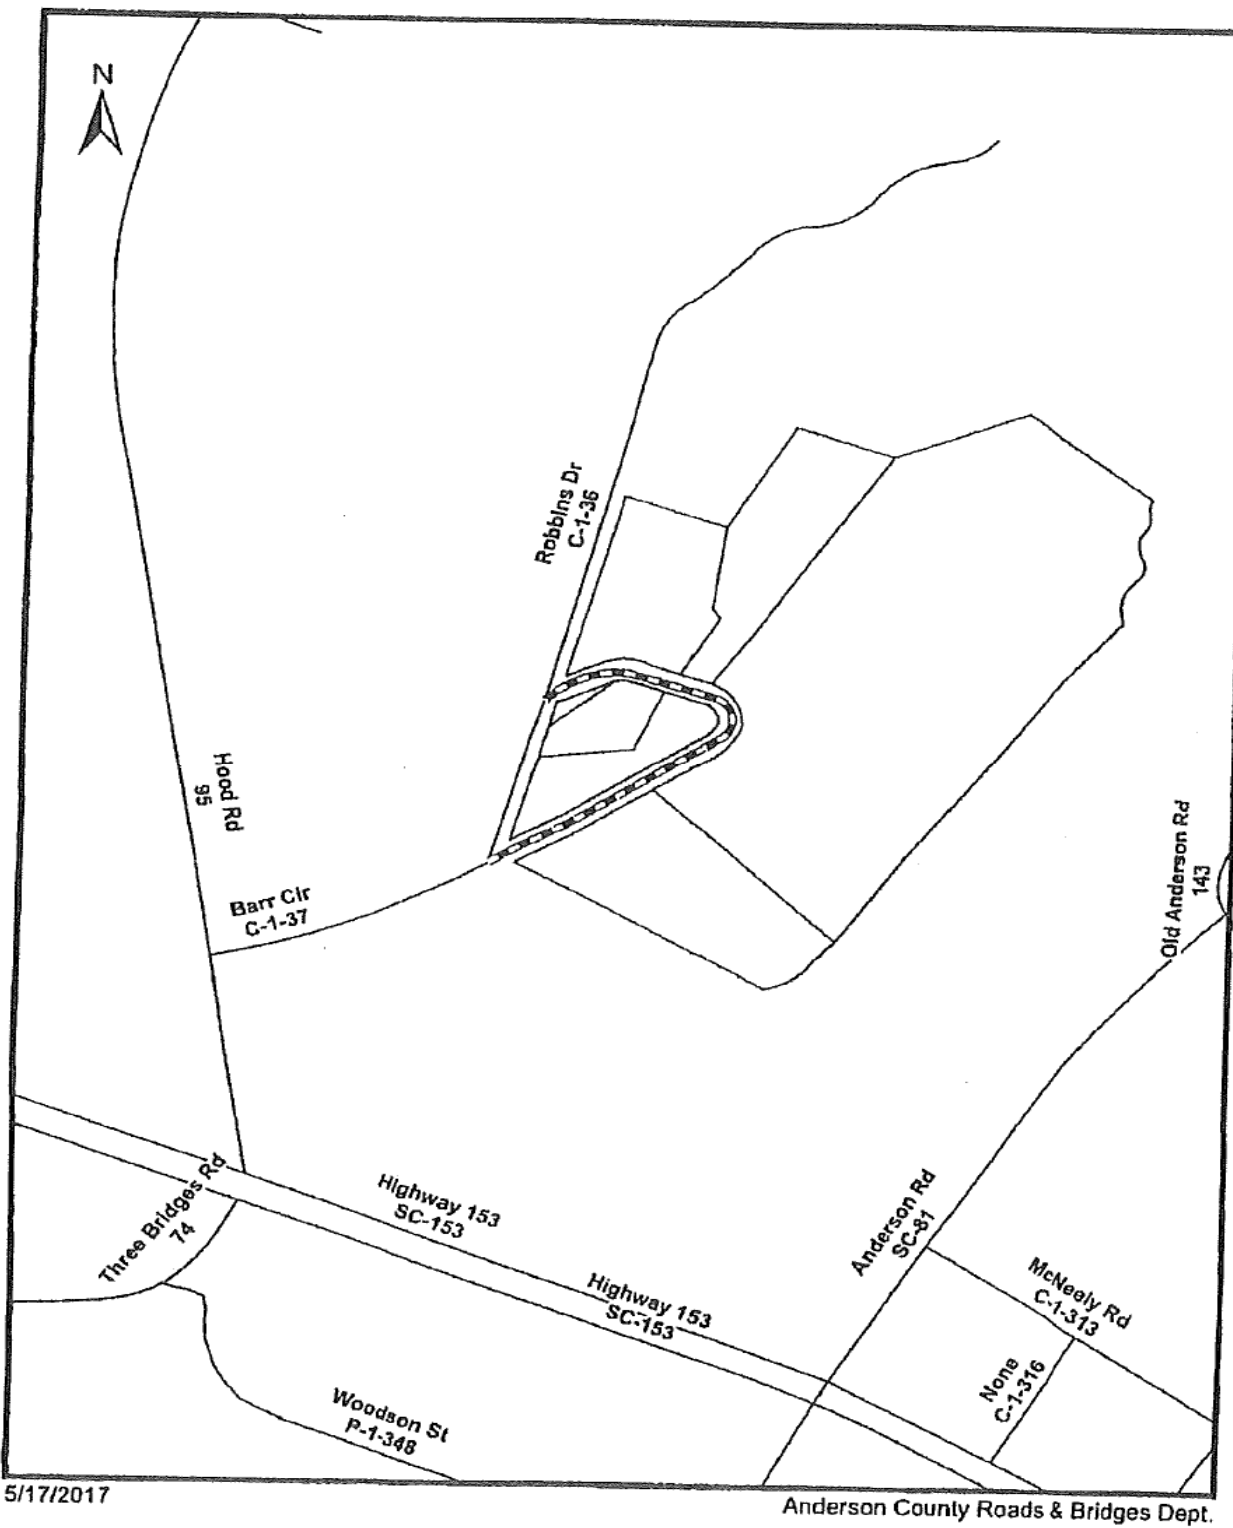 N
Robbins Dr
C-1-36
Hood Rd
95
Barr Cir
C-1-37
Old Anderson Rd
143
Three Bridges Rd
74
Highway 153
SC-153
Highway 153
SC-153
Anderson Rd
SC-81
McNeely Rd
C-1-313
None
C-1-316
Woodson St
P-1-348
5/17/2017
Anderson County Roads & Bridges Dept.